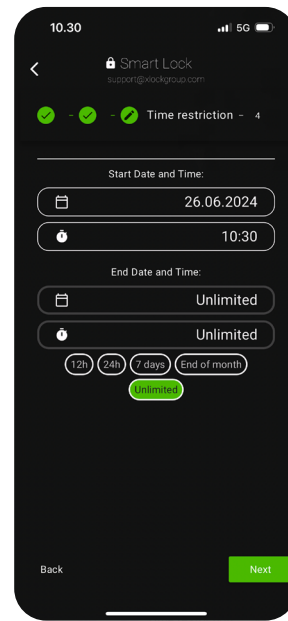 10.30 5G
Smart Lock
support@xlockgroup.com
- - Time restriction - 4
Start Date and Time:
26.06.2024
10:30
End Date and Time:
Unlimited
Unlimited
12h 24h 7 days End of month
Unlimited
Back Next